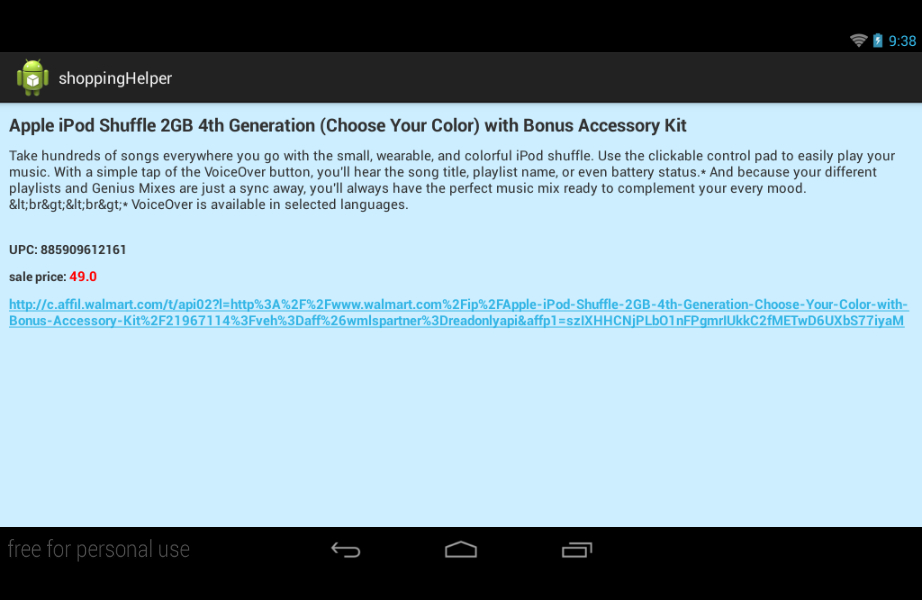 9:38
shoppingHelper
Apple iPod Shuffle 2GB 4th Generation (Choose Your Color) with Bonus Accessory Kit
Take hundreds of songs everywhere you go with the small, wearable, and colorful iPod shuffle. Use the clickable control pad to easily play your
music. With a simple tap of the VoiceOver button, you'll hear the song title, playlist name, or even battery status.* And because your different
playlists and Genius Mixes are just a sync away, you'll always have the perfect music mix ready to complement your every mood.
&lt;br&gt;&lt;br&gt;* VoiceOver is available in selected languages.
UPC: 885909612161
sale price: 49.0
http://c.affil.walmart.com/t/api02?l=http%3A%2F%2Fwww.walmart.com%2Fip%2FApple-iPod-Shuffle-2GB-4th-Generation-Choose-Your-Color-with-
Bonus-Accessory-Kit%2F21967114%3Fveh%3Daff%26wmlspartner%3Dreadonlyapi&affp1=szIXHHCNjPLbO1nFPgmrIUkkC2fMETwD6UXbS77iyaM
free for personal use